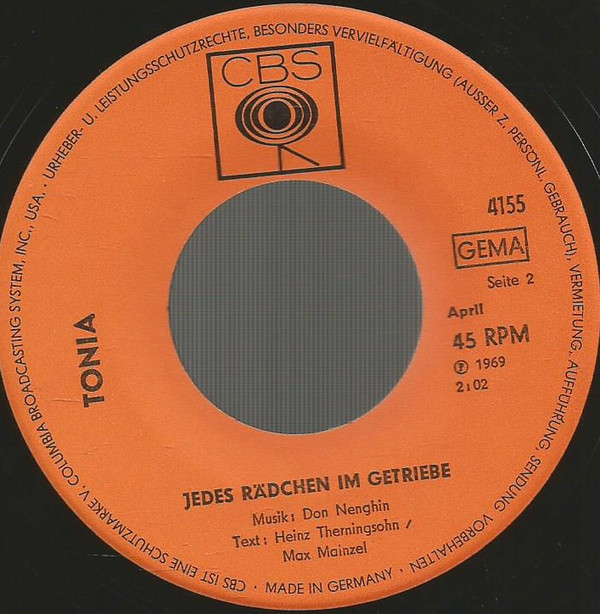 CBS
4155
GEMA
Seite 2
April
45 RPM
Ⓟ 1969
2:02
TONIA
JEDES RÄDCHEN IM GETRIEBE
Musik: Don Nenghin
Text: Heinz Therningsohn /
Max Mainzel
CBS IST EINE SCHUTZMARKE V. COLUMBIA BROADCASTING SYSTEM, INC., USA. · URHEBER- U. LEISTUNGSSCHUTZRECHTE, BESONDERS VERVIELFÄLTIGUNG (AUSSER Z. PERSÖNL. GEBRAUCH), VERMIETUNG, AUFFÜHRUNG, SENDUNG VORBEHALTEN · MADE IN GERMANY ·